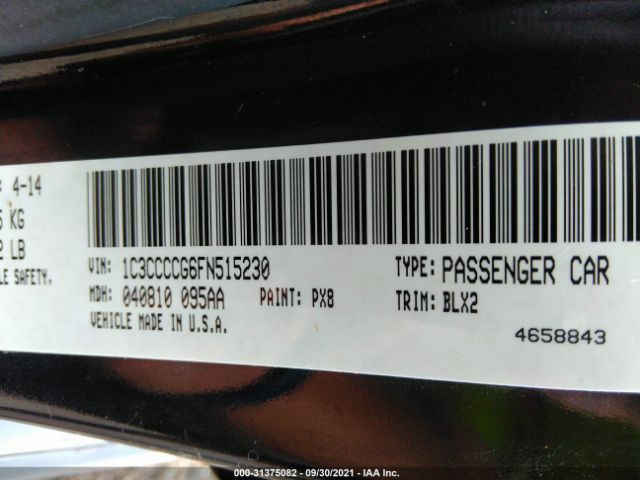 : 4-14
KG
LB
LE SAFETY.
VIN: 1C3CCCCG6FN515230
TYPE: PASSENGER CAR
MDH: 040810 095AA
PAINT: PX8
TRIM: BLX2
VEHICLE MADE IN U.S.A.
4658843
000-31375082 - 09/30/2021 - IAA Inc.